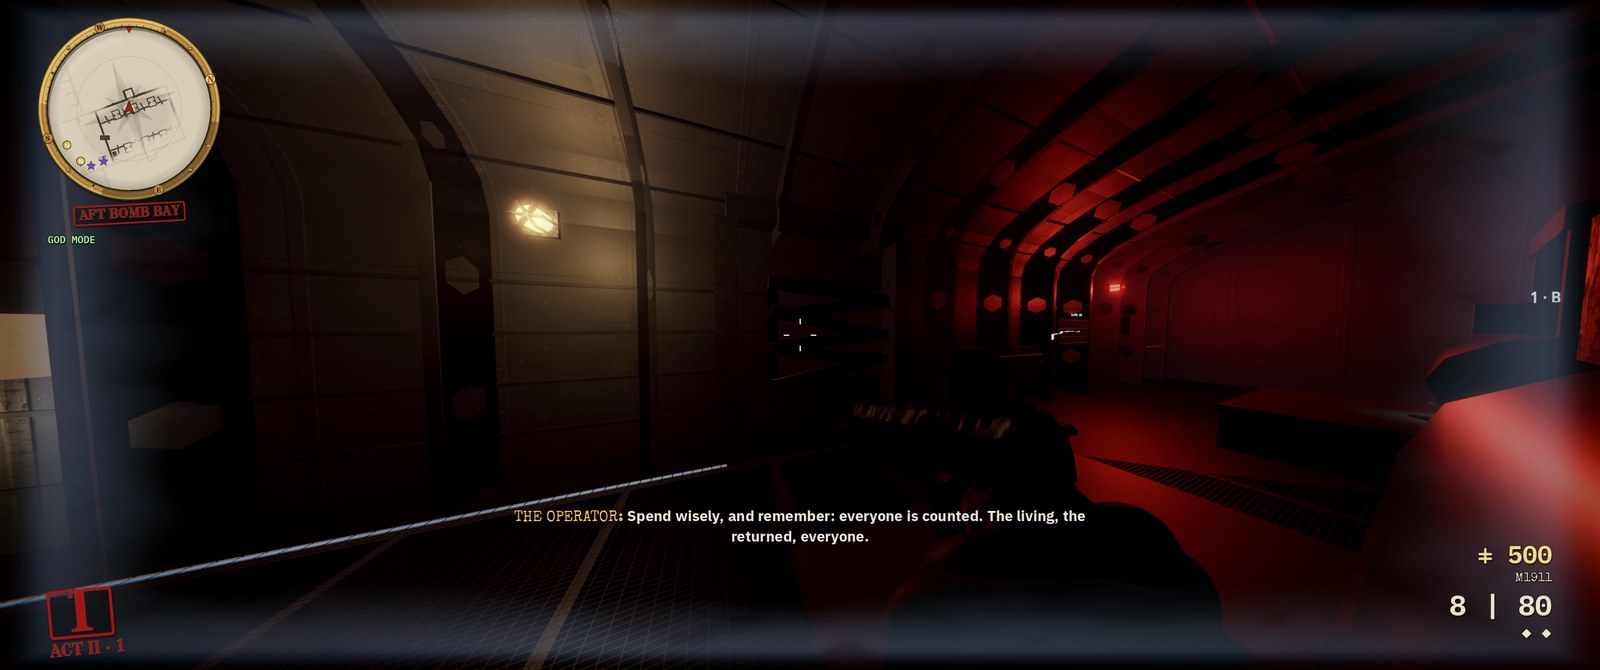 W
N
S
E
AFT BOMB BAY
GOD MODE
1 · B
THE OPERATOR: Spend wisely, and remember: everyone is counted. The living, the
returned, everyone.
500
M1911
8 | 80
I
ACT II - 1